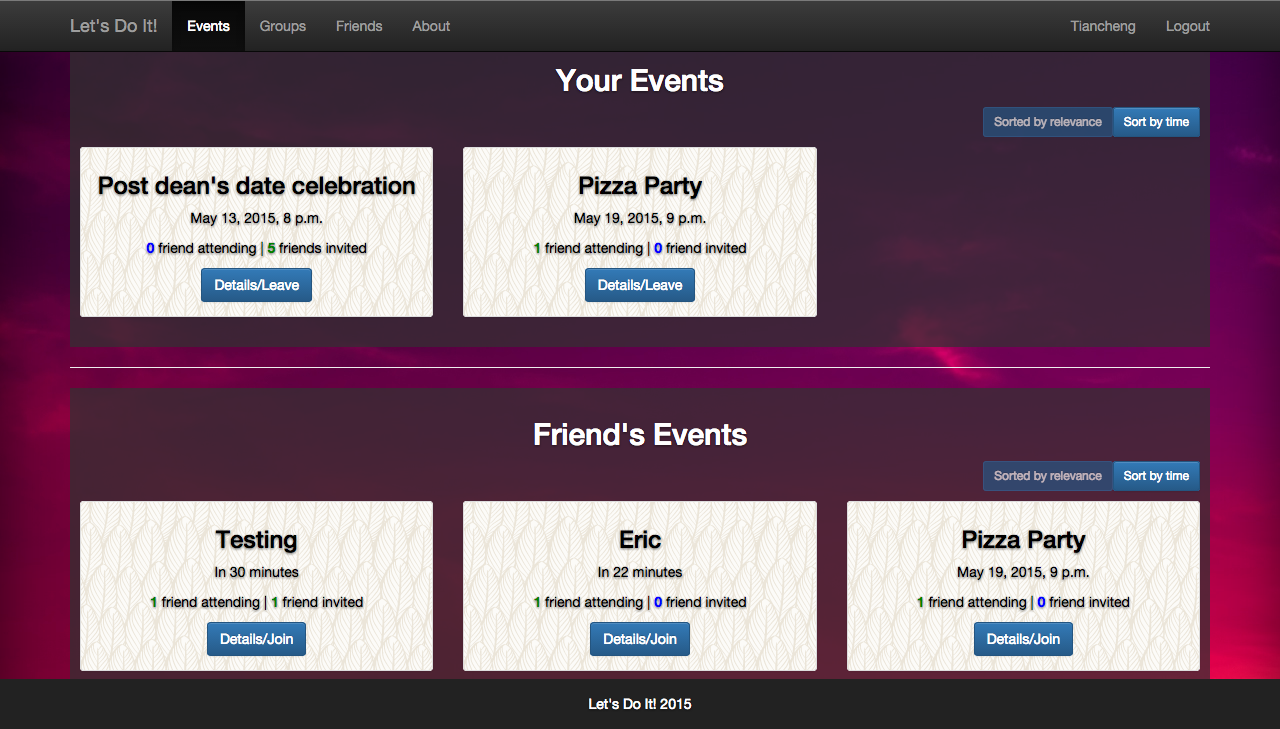 Let's Do It! Events Groups Friends About Tiancheng Logout
Your Events
Sorted by relevance Sort by time
Post dean's date celebration
May 13, 2015, 8 p.m.
0 friend attending | 5 friends invited
Details/Leave
Pizza Party
May 19, 2015, 9 p.m.
1 friend attending | 0 friend invited
Details/Leave
Friend's Events
Sorted by relevance Sort by time
Testing
In 30 minutes
1 friend attending | 1 friend invited
Details/Join
Eric
In 22 minutes
1 friend attending | 0 friend invited
Details/Join
Pizza Party
May 19, 2015, 9 p.m.
1 friend attending | 0 friend invited
Details/Join
Let's Do It! 2015